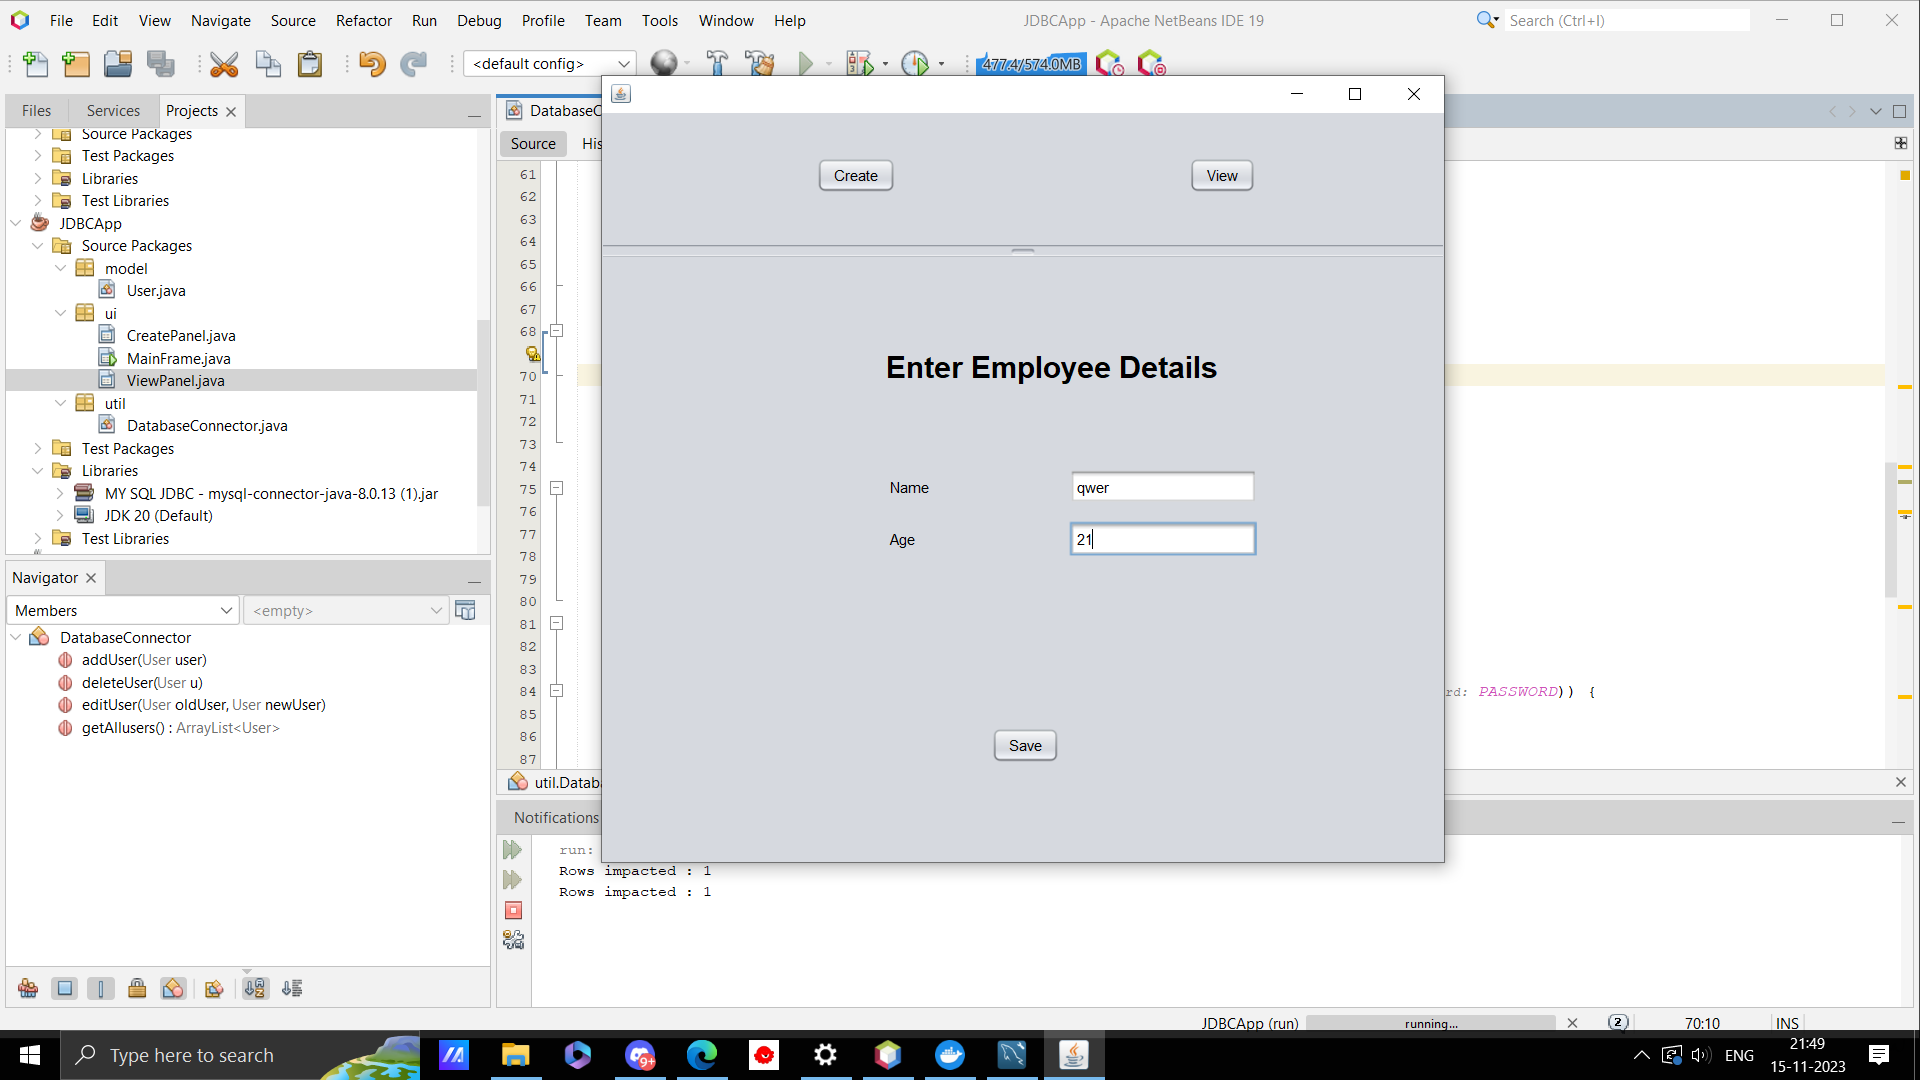 File Edit View Navigate Source Refactor Run Debug Profile Team Tools Window Help
JDBCApp - Apache NetBeans IDE 19
Search (Ctrl+I)
<default config>
477.4/574.0MB
Files Services Projects
Source Packages
Test Packages
Libraries
Test Libraries
JDBCApp
Source Packages
model
User.java
ui
CreatePanel.java
MainFrame.java
ViewPanel.java
util
DatabaseConnector.java
Test Packages
Libraries
MY SQL JDBC - mysql-connector-java-8.0.13 (1).jar
JDK 20 (Default)
Test Libraries
Navigator
Members
<empty>
DatabaseConnector
addUser(User user)
deleteUser(User u)
editUser(User oldUser, User newUser)
getAllusers() : ArrayList<User>
DatabaseC
Source His
61
62
63
64
65
66
67
68
70
71
72
73
74
75
76
77
78
79
80
81
82
83
84
85
86
87
rd: PASSWORD)) {
util.Datab
Create
View
Enter Employee Details
Name
qwer
Age
21
Save
Notifications
run:
Rows impacted : 1
Rows impacted : 1
JDBCApp (run)
running...
2
70:10
INS
Type here to search
9+
ENG
21:49
15-11-2023